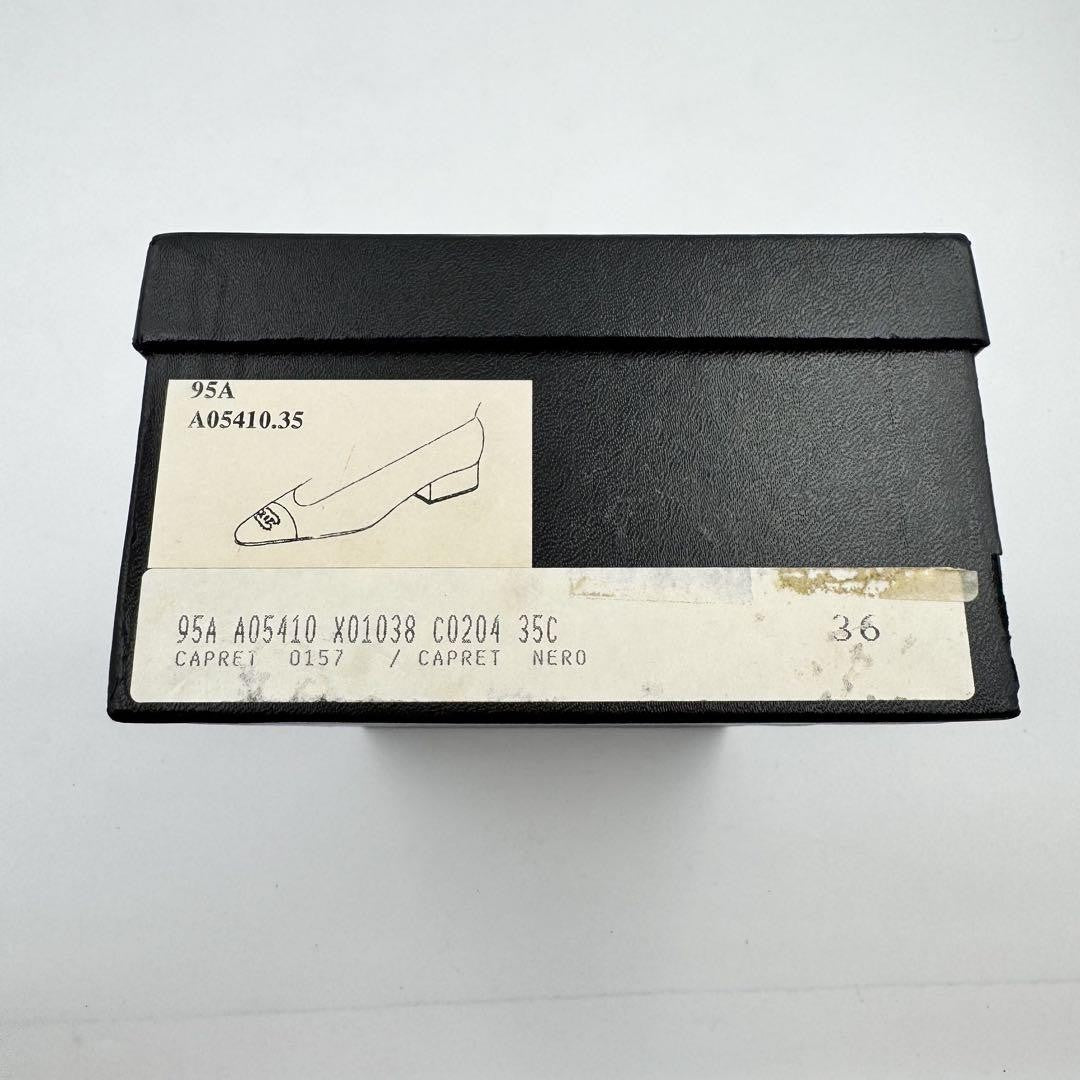 95A
A05410.35
95A A05410 X01038 C0204 35C
36
CAPRET 0157 / CAPRET NERO